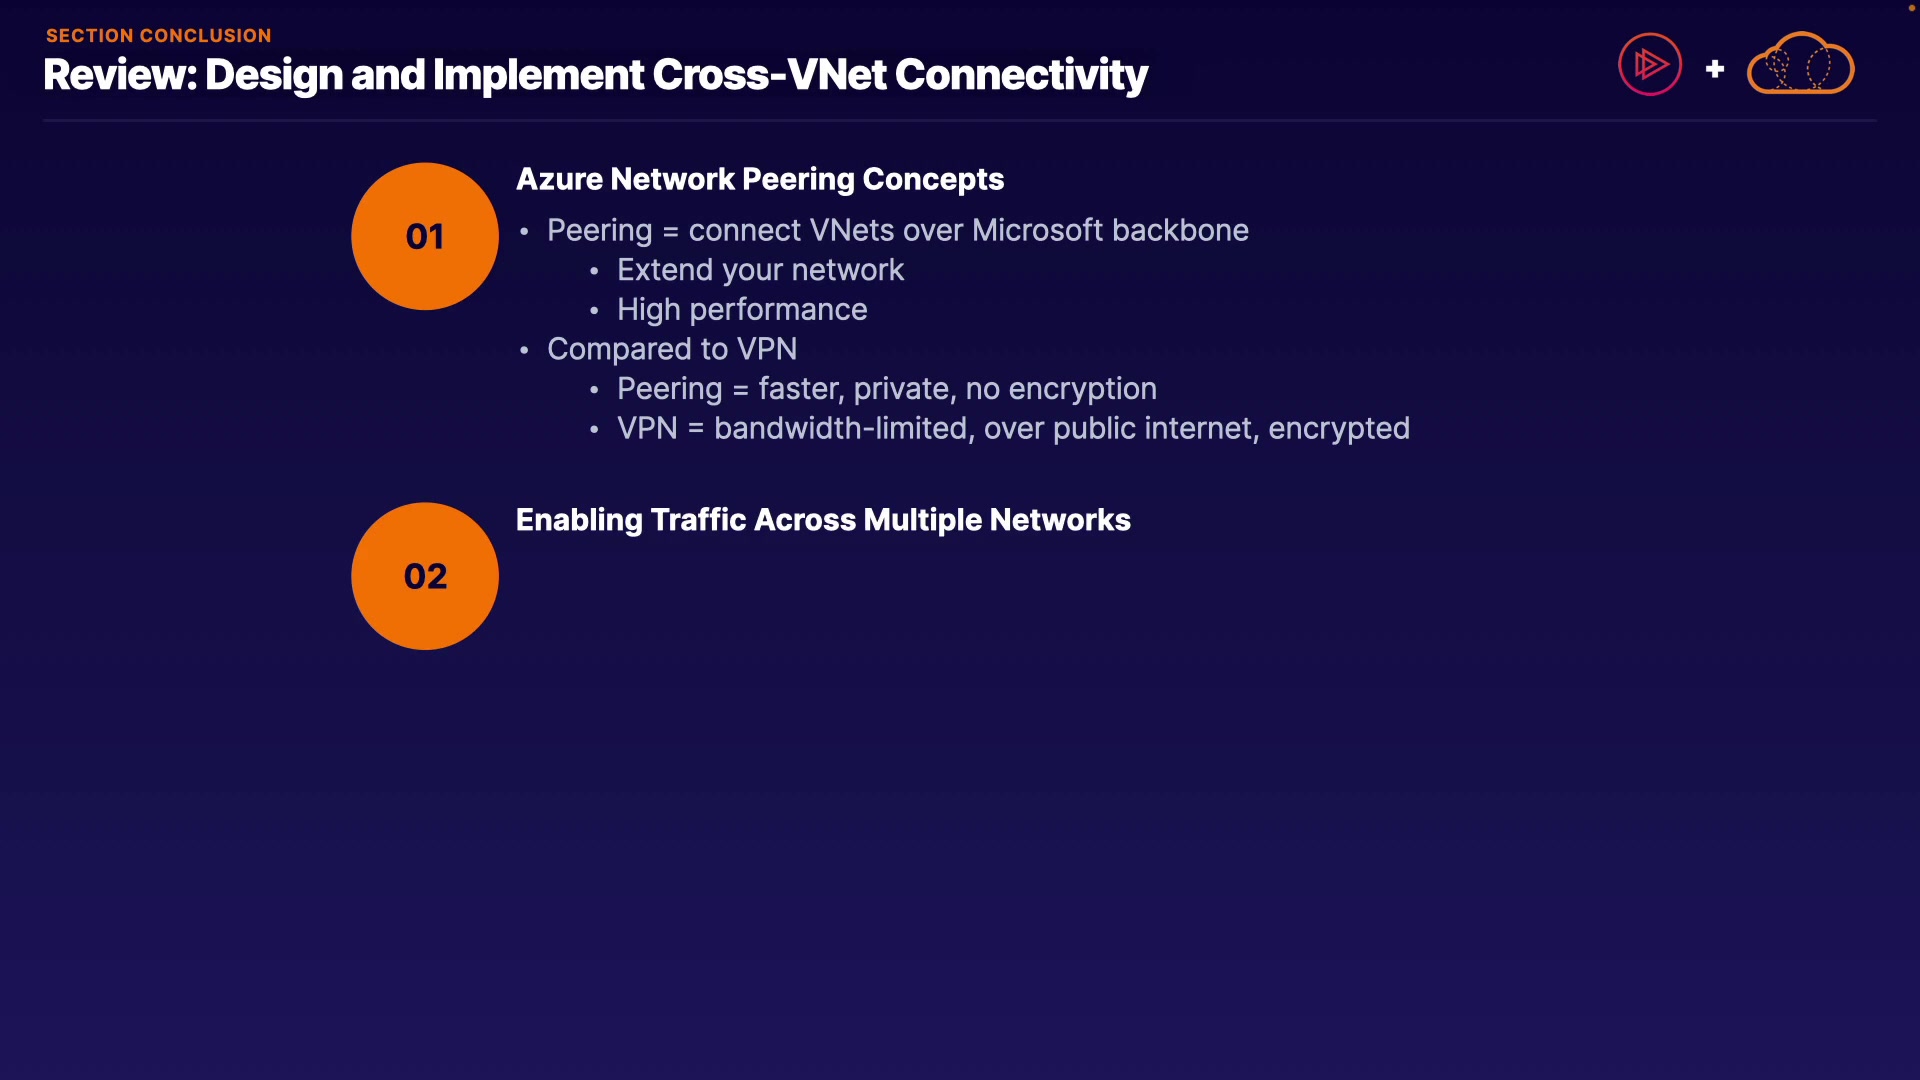 SECTION CONCLUSION
Review: Design and Implement Cross-VNet Connectivity
+
01
Azure Network Peering Concepts
• Peering = connect VNets over Microsoft backbone
• Extend your network
• High performance
• Compared to VPN
• Peering = faster, private, no encryption
• VPN = bandwidth-limited, over public internet, encrypted
02
Enabling Traffic Across Multiple Networks